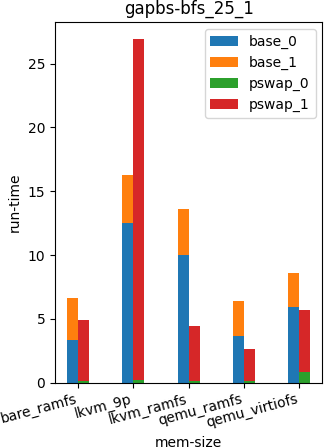 gapbs-bfs_25_1
base_0
base_1
pswap_0
pswap_1
run-time
25
20
15
10
5
0
bare_ramfs
lkvm_9p
lkvm_ramfs
qemu_ramfs
qemu_virtiofs
mem-size